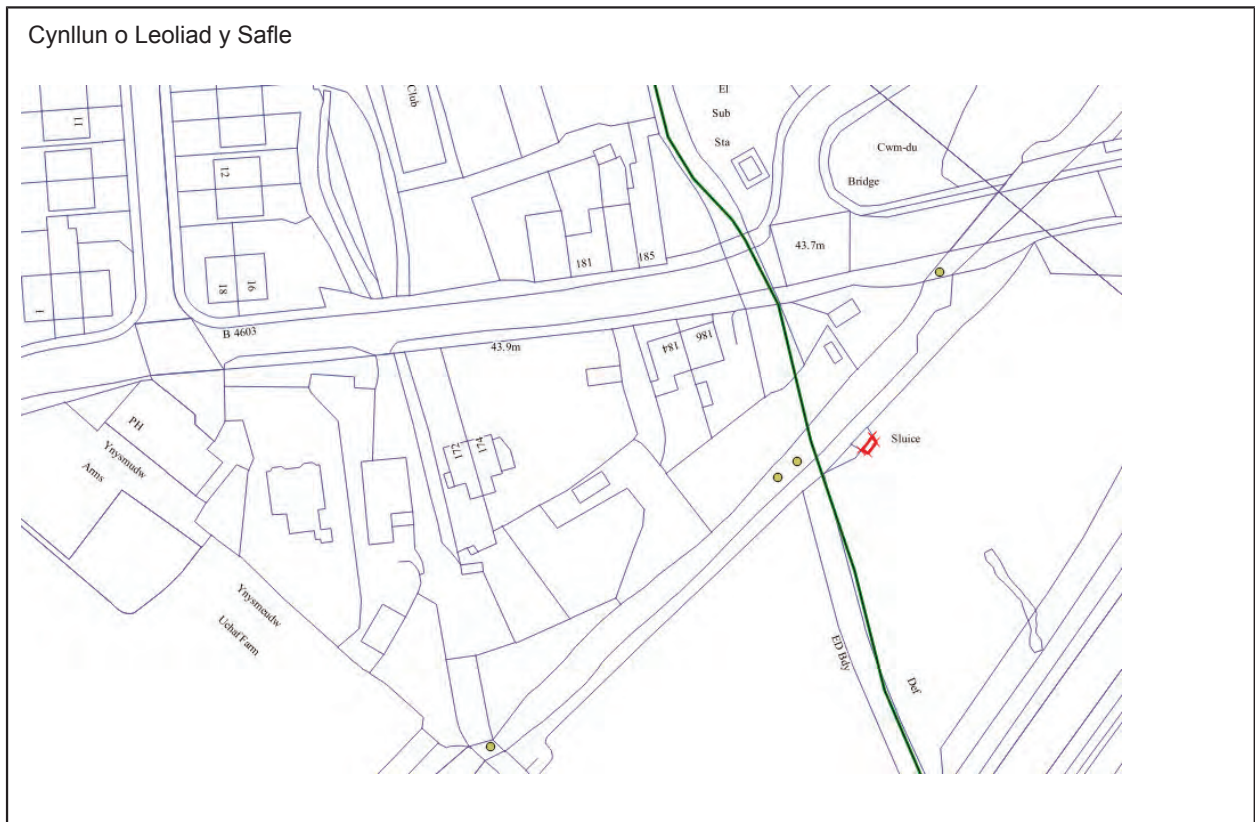 Cynllun o Leoliad y Safle
Club
El
Sub
Sta
11
12
Cwm-du
Bridge
181
185
43.7m
16
18
1
B 4603
43.9m
184
186
PH
Ynysmudw
Arms
172
174
Sluice
Ynysmeudw
Uchaf Farm
ED Bdy
Def